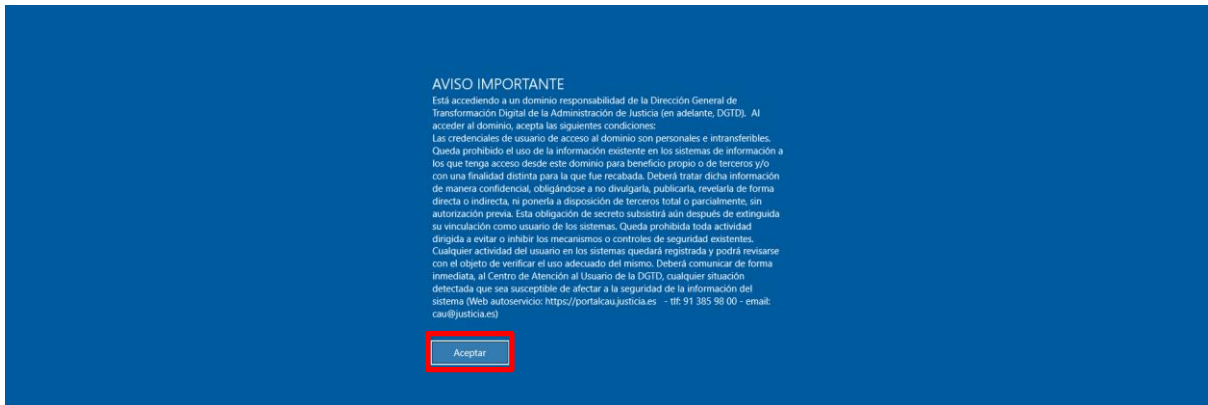 AVISO IMPORTANTE
Está accediendo a un dominio responsabilidad de la Dirección General de
Transformación Digital de la Administración de Justicia (en adelante, DGTD).  Al
acceder al dominio, acepta las siguientes condiciones:
Las credenciales de usuario de acceso al dominio son personales e intransferibles.
Queda prohibido el uso de la información existente en los sistemas de información a
los que tenga acceso desde este dominio para beneficio propio o de terceros y/o
con una finalidad distinta para la que fue recabada. Deberá tratar dicha información
de manera confidencial, obligándose a no divulgarla, publicarla, revelarla de forma
directa o indirecta, ni ponerla a disposición de terceros total o parcialmente, sin
autorización previa. Esta obligación de secreto subsistirá aún después de extinguida
su vinculación como usuario de los sistemas. Queda prohibida toda actividad
dirigida a evitar o inhibir los mecanismos o controles de seguridad existentes.
Cualquier actividad del usuario en los sistemas quedará registrada y podrá revisarse
con el objeto de verificar el uso adecuado del mismo. Deberá comunicar de forma
inmediata, al Centro de Atención al Usuario de la DGTD, cualquier situación
detectada que sea susceptible de afectar a la seguridad de la información del
sistema (Web autoservicio: https://portalcau.justicia.es  - tlf: 91 385 98 00 - email:
cau@justicia.es)
Aceptar